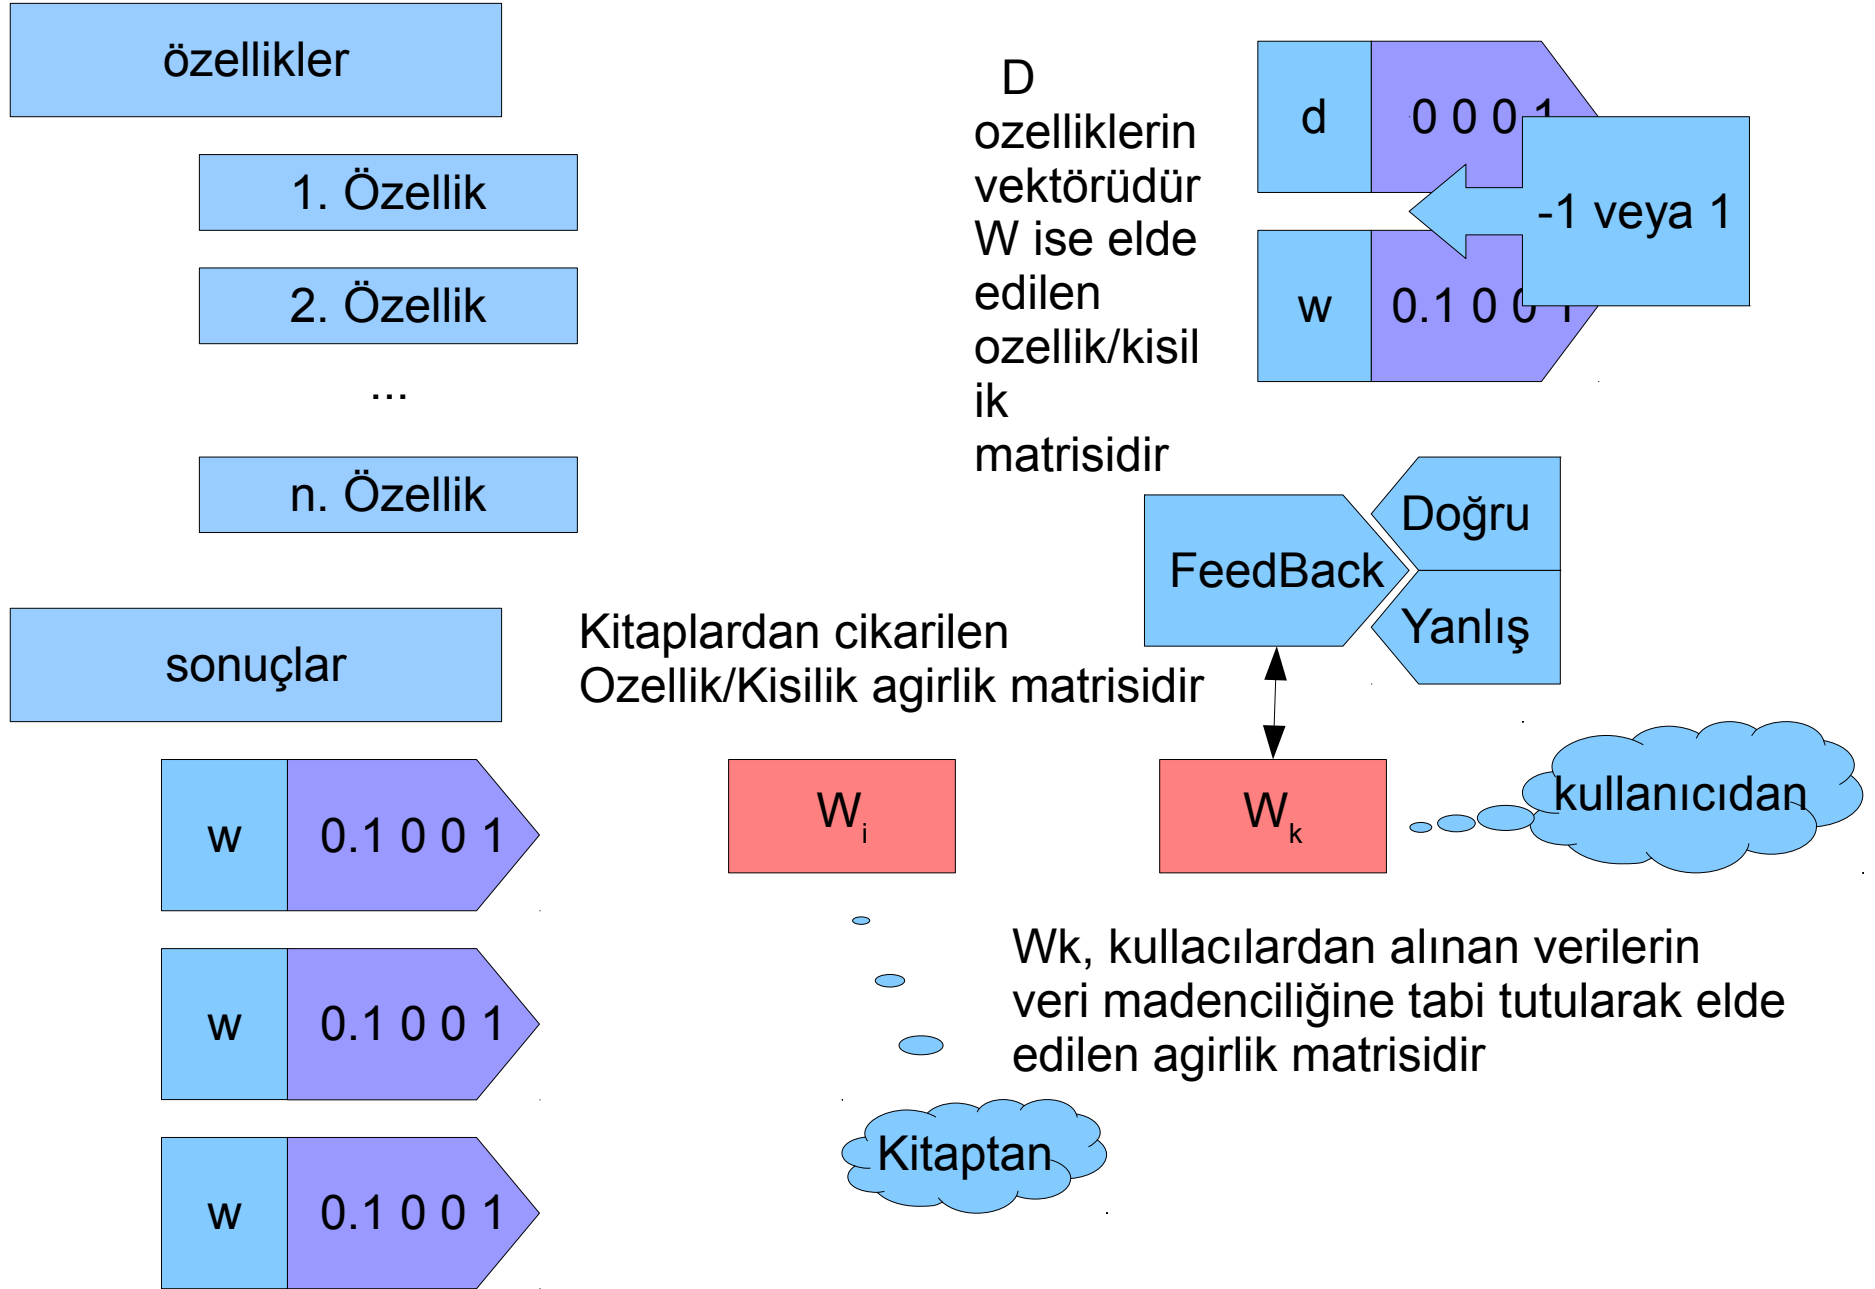 özellikler
1. Özellik
2. Özellik
...
n. Özellik
D
ozelliklerin
vektörüdür
W ise elde
edilen
ozellik/kisil
ik
matrisidir
d 0 0 0 1
-1 veya 1
w 0.1 0 0 1
FeedBack
Doğru
Yanlış
sonuçlar
Kitaplardan cikarilen
Ozellik/Kisilik agirlik matrisidir
w 0.1 0 0 1
w 0.1 0 0 1
w 0.1 0 0 1
Wi
Wk
kullanıcıdan
Wk, kullacılardan alınan verilerin
veri madenciliğine tabi tutularak elde
edilen agirlik matrisidir
Kitaptan